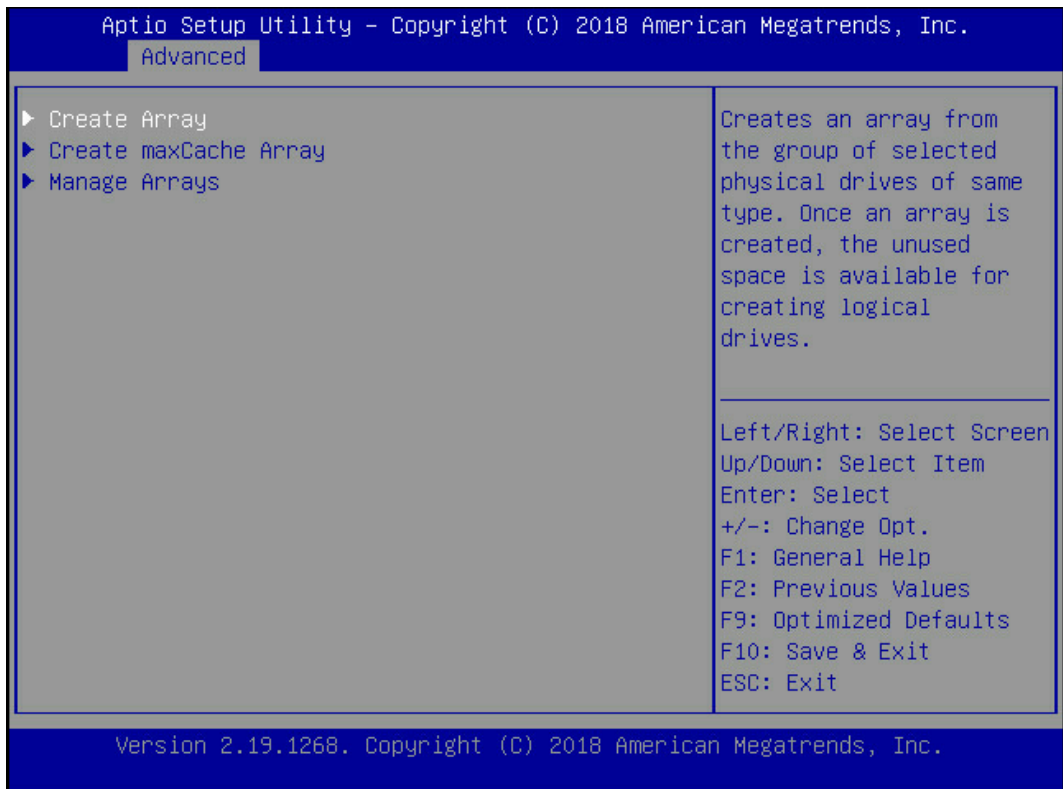 Aptio Setup Utility – Copyright (C) 2018 American Megatrends, Inc.
Advanced
Create Array
Create maxCache Array
Manage Arrays
Creates an array from
the group of selected
physical drives of same
type. Once an array is
created, the unused
space is available for
creating logical
drives.
Left/Right: Select Screen
Up/Down: Select Item
Enter: Select
+/-: Change Opt.
F1: General Help
F2: Previous Values
F9: Optimized Defaults
F10: Save & Exit
ESC: Exit
Version 2.19.1268. Copyright (C) 2018 American Megatrends, Inc.